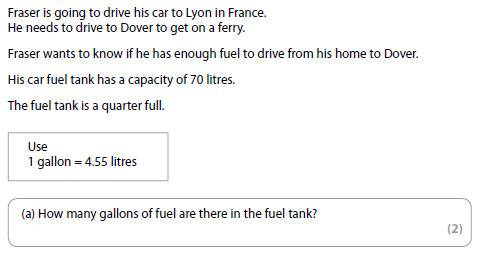 Fraser is going to drive his car to Lyon in France.
He needs to drive to Dover to get on a ferry.
Fraser wants to know if he has enough fuel to drive from his home to Dover.
His car fuel tank has a capacity of 70 litres.
The fuel tank is a quarter full.
Use
1 gallon = 4.55 litres
(a) How many gallons of fuel are there in the fuel tank?
(2)